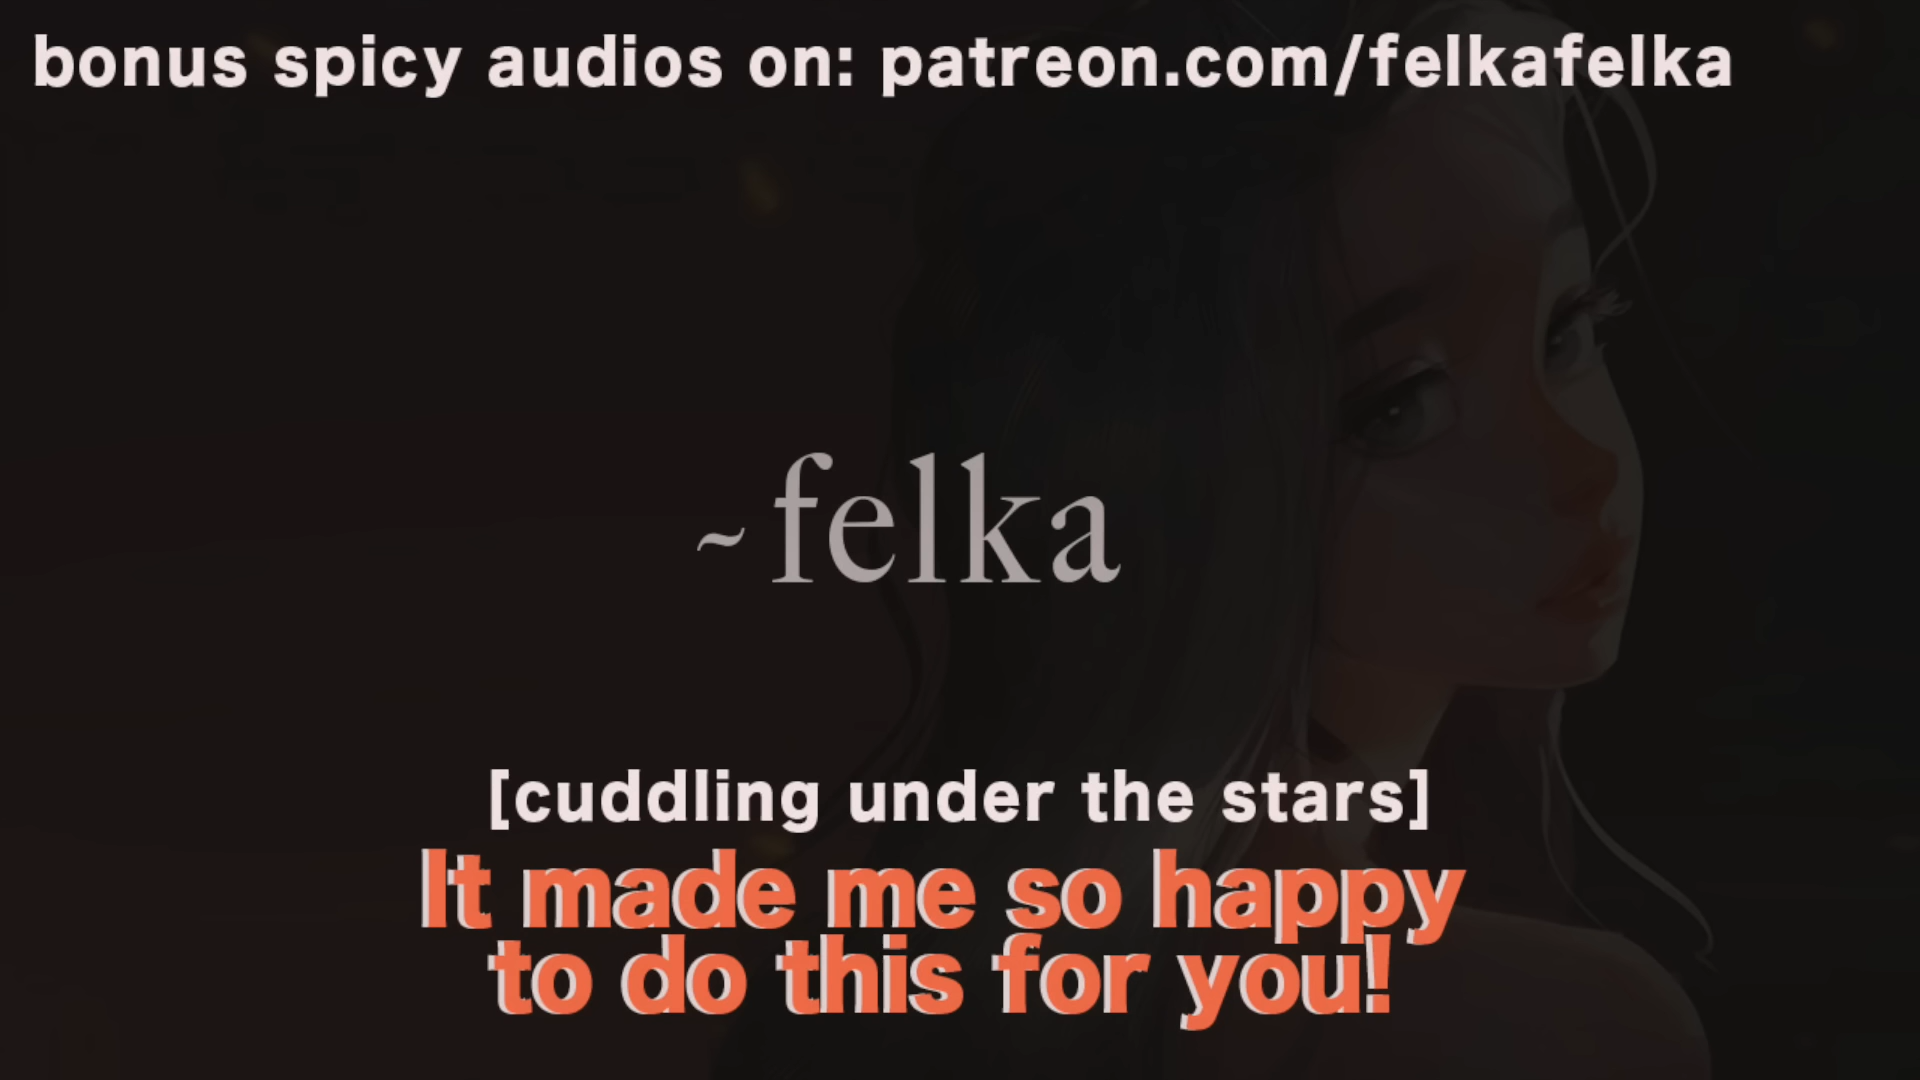 bonus spicy audios on: patreon.com/felkafelka
~felka
[cuddling under the stars]
It made me so happy
to do this for you!